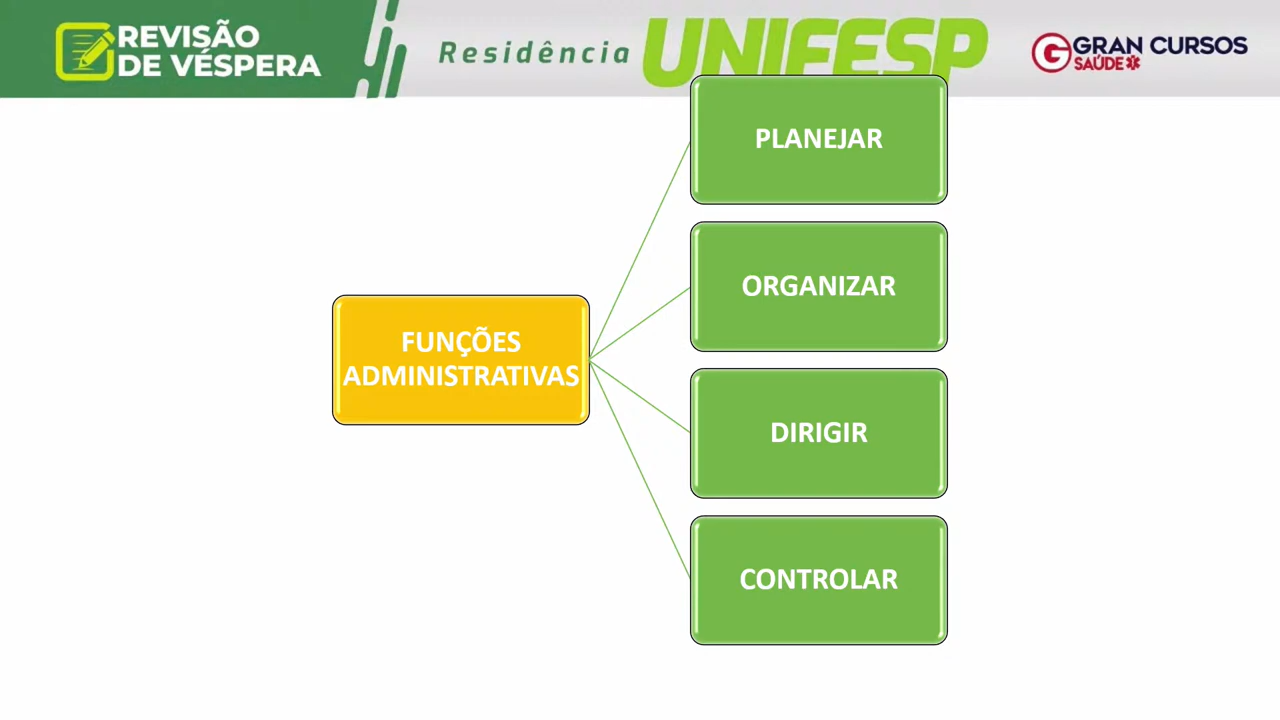 REVISÃO
DE VÉSPERA
Residência
UNIFESP
GRAN CURSOS
SAÚDE
PLANEJAR
ORGANIZAR
FUNÇÕES
ADMINISTRATIVAS
DIRIGIR
CONTROLAR